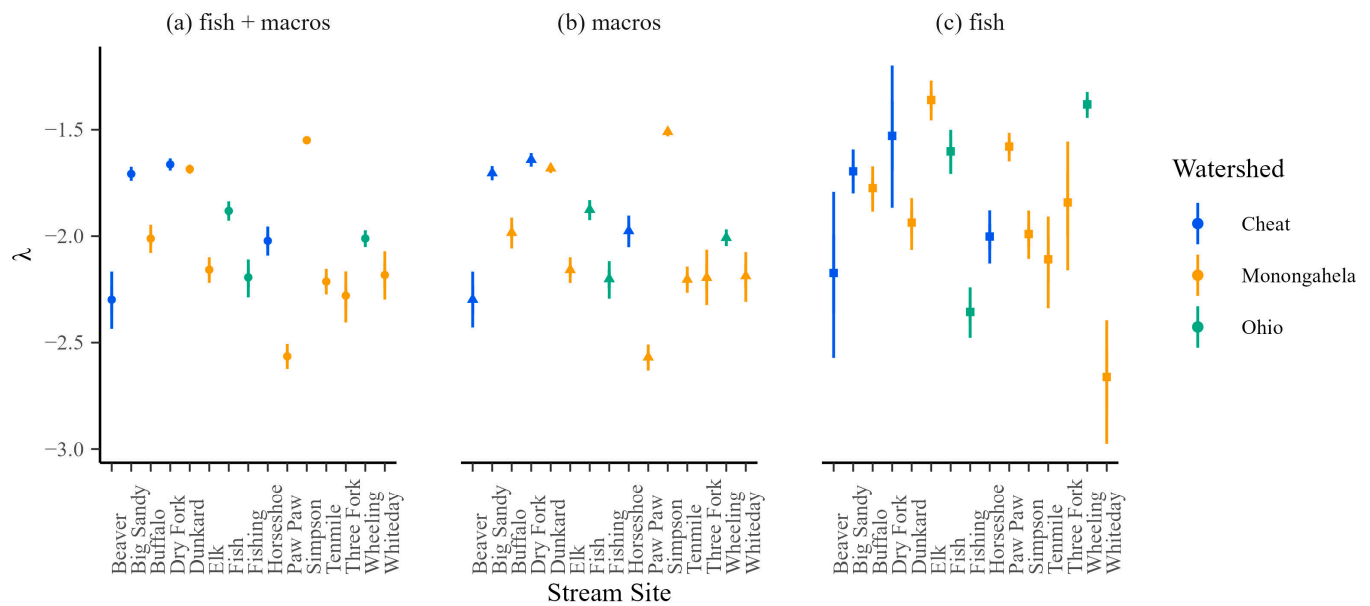 (a) fish + macros
(b) macros
(c) fish
λ
−1.5
−2.0
−2.5
−3.0
Beaver
Big Sandy
Buffalo
Dry Fork
Dunkard
Elk
Fish
Fishing
Horseshoe
Paw Paw
Simpson
Tenmile
Three Fork
Wheeling
Whiteday
Beaver
Big Sandy
Buffalo
Dry Fork
Dunkard
Elk
Fish
Fishing
Horseshoe
Paw Paw
Simpson
Tenmile
Three Fork
Wheeling
Whiteday
Beaver
Big Sandy
Buffalo
Dry Fork
Dunkard
Elk
Fish
Fishing
Horseshoe
Paw Paw
Simpson
Tenmile
Three Fork
Wheeling
Whiteday
Stream Site
Watershed
Cheat
Monongahela
Ohio